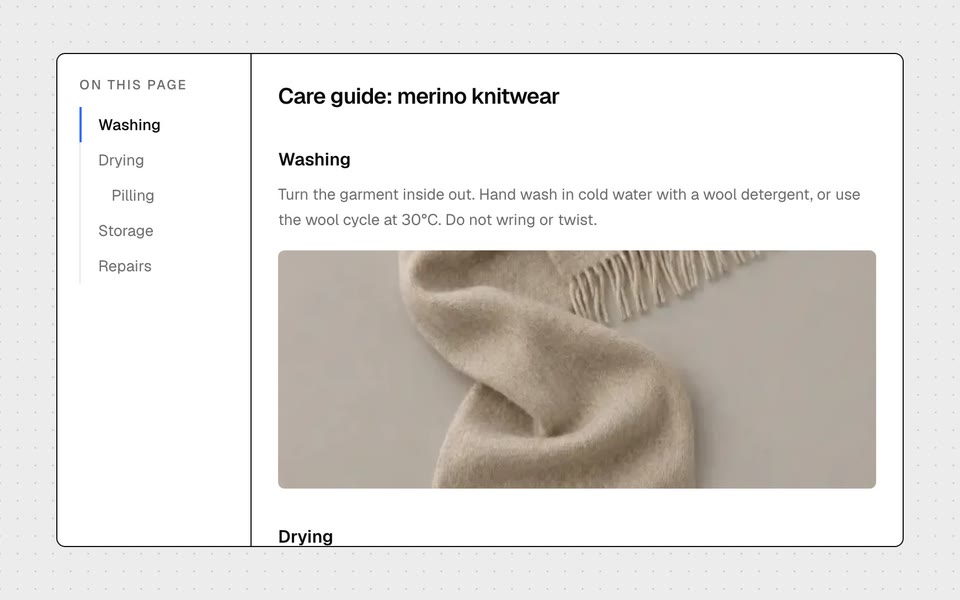 ON THIS PAGE
Washing
Drying
Pilling
Storage
Repairs
Care guide: merino knitwear
Washing
Turn the garment inside out. Hand wash in cold water with a wool detergent, or use
the wool cycle at 30°C. Do not wring or twist.
Drying